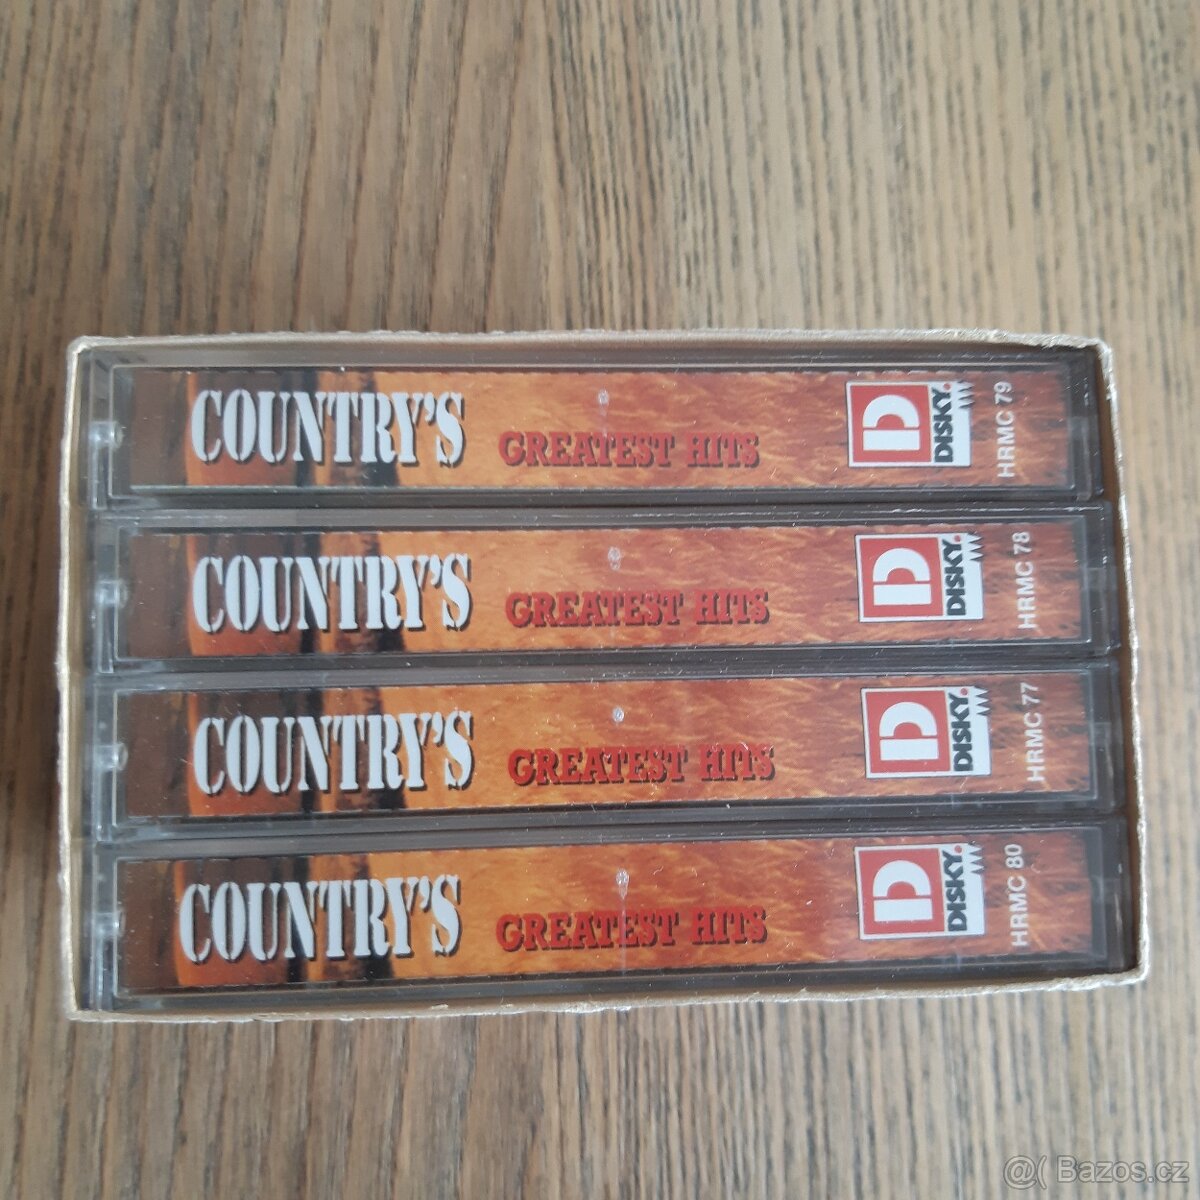 COUNTRY'S GREATEST HITS D DISKY. HRMC 79
COUNTRY'S GREATEST HITS D DISKY. HRMC 78
COUNTRY'S GREATEST HITS D DISKY. HRMC 77
COUNTRY'S GREATEST HITS D DISKY. HRMC 80
@( Bazos.cz